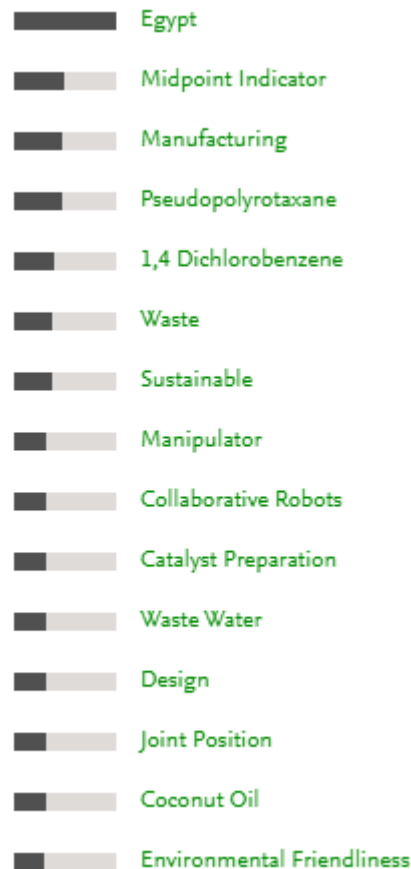 Egypt
Midpoint Indicator
Manufacturing
Pseudopolyrotaxane
1,4 Dichlorobenzene
Waste
Sustainable
Manipulator
Collaborative Robots
Catalyst Preparation
Waste Water
Design
Joint Position
Coconut Oil
Environmental Friendliness